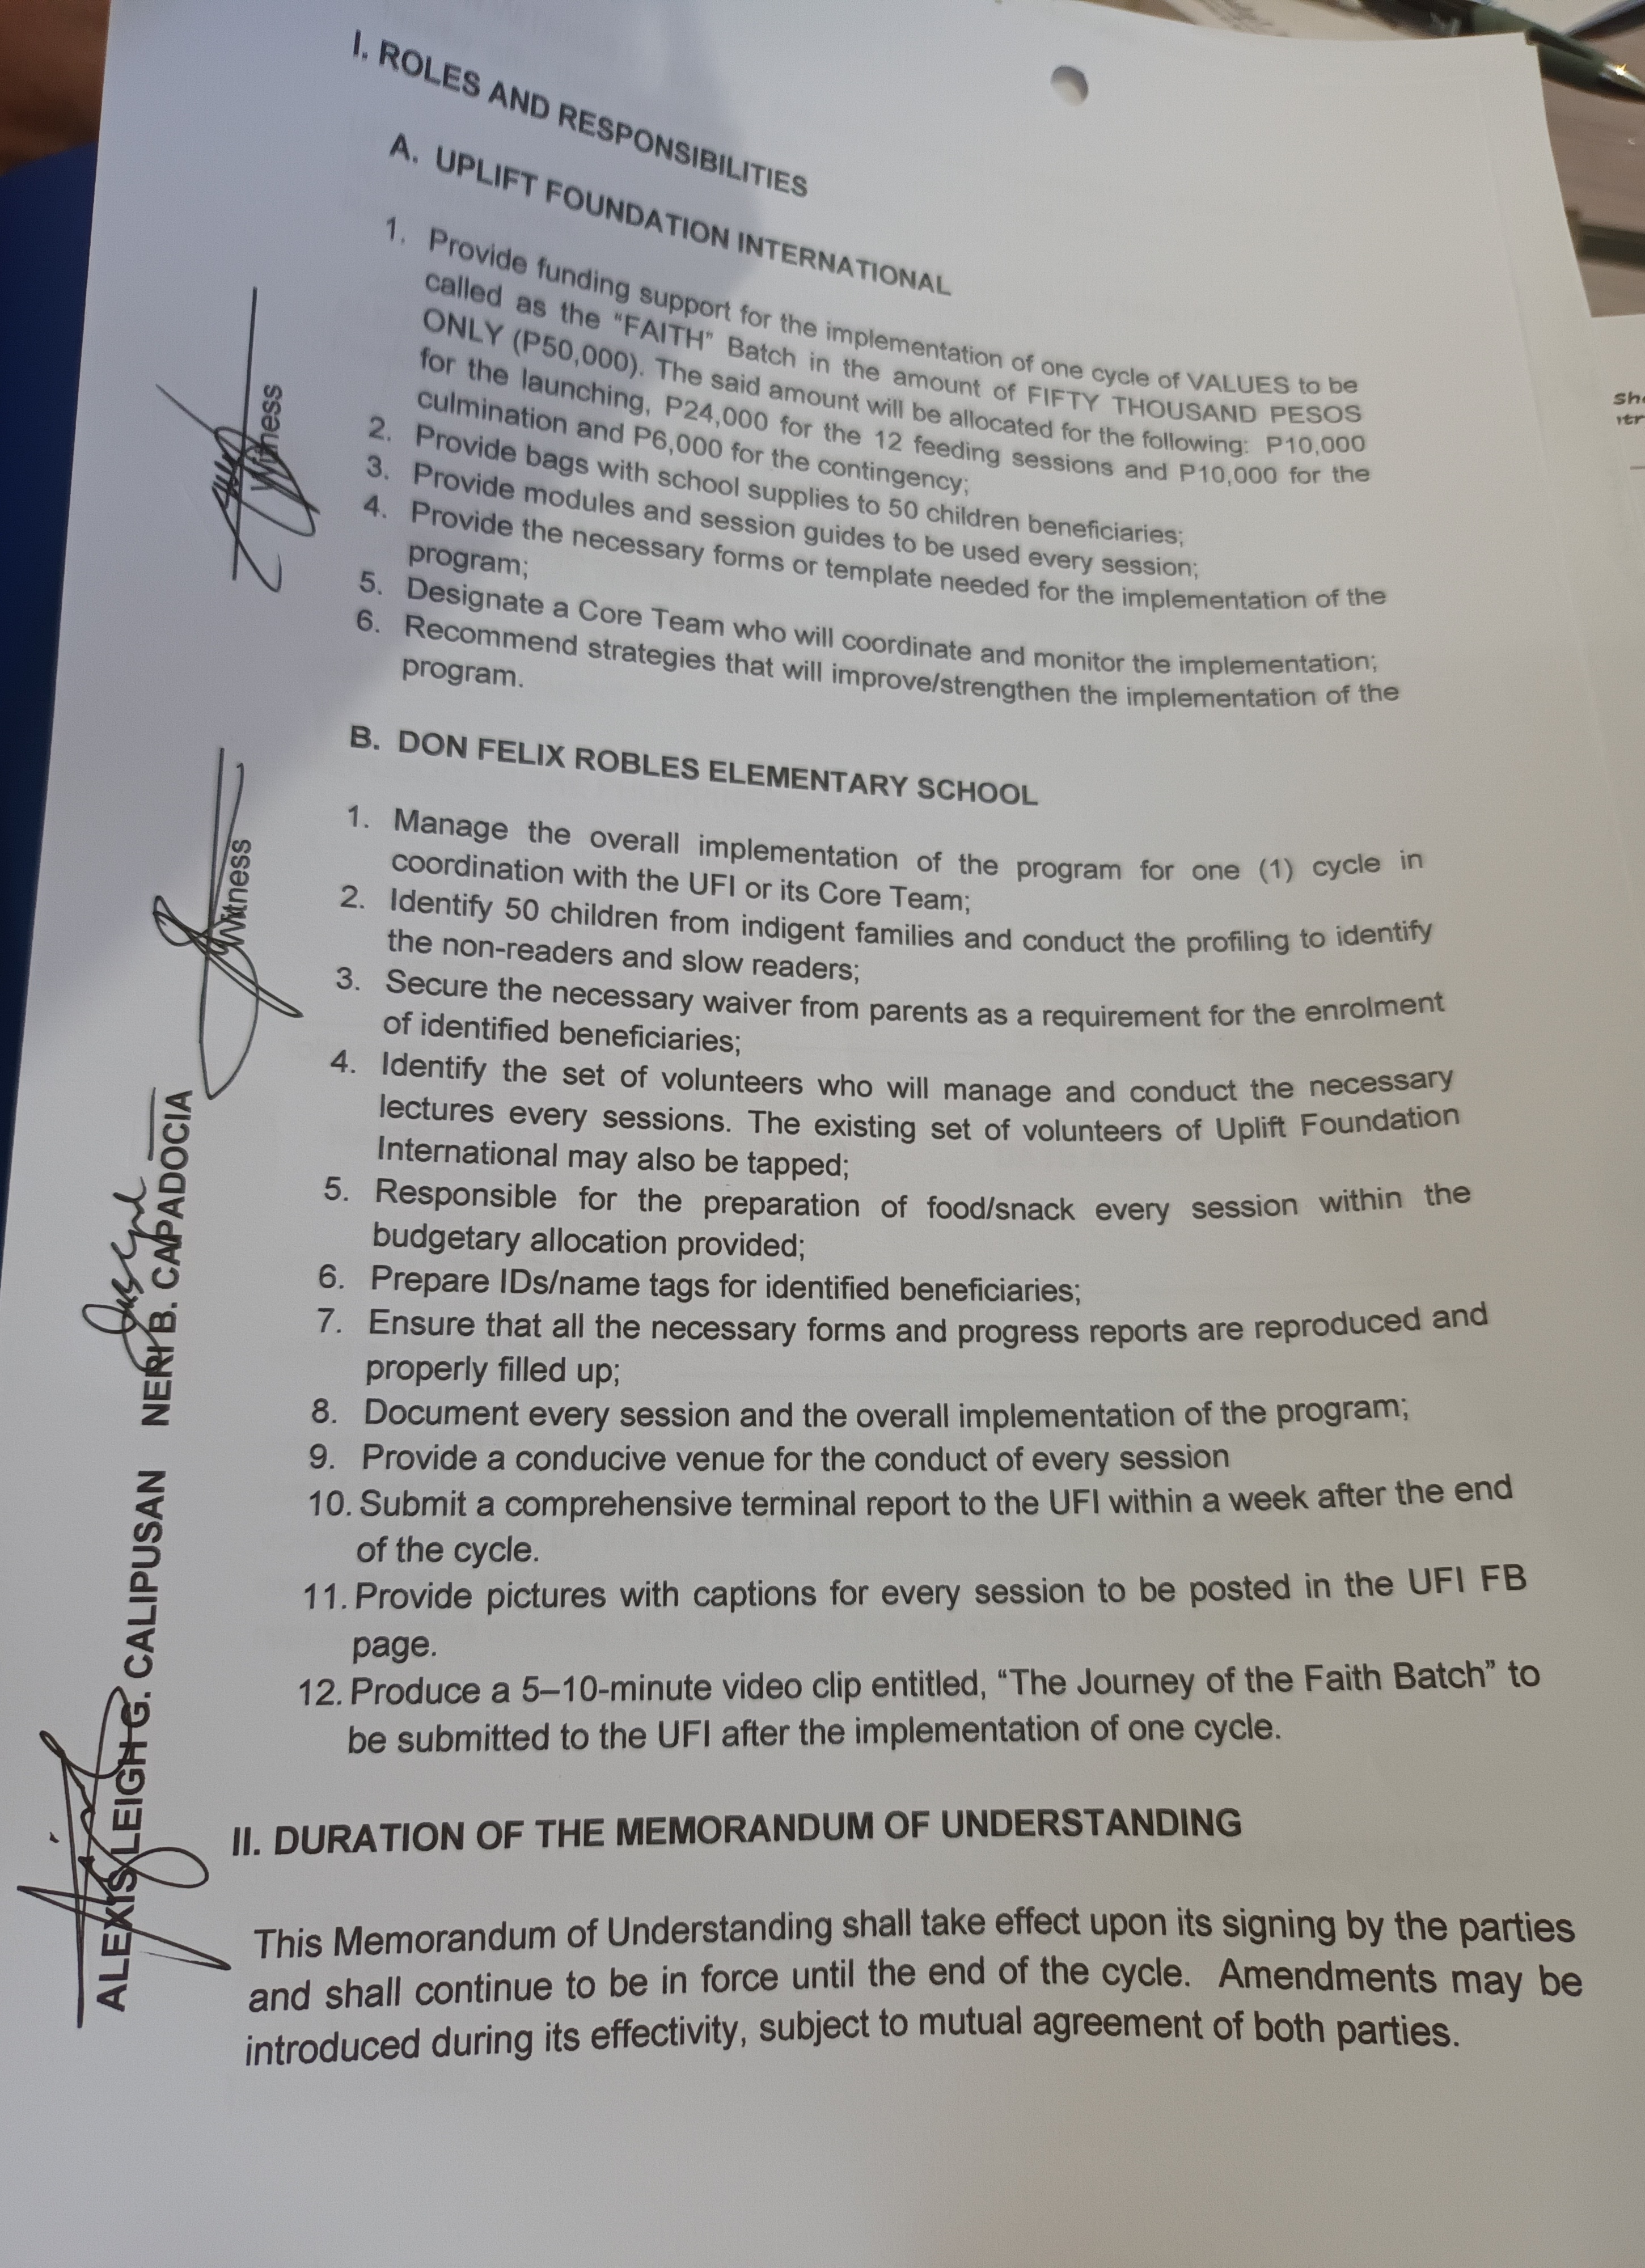 I. ROLES AND RESPONSIBILITIES
A. UPLIFT FOUNDATION INTERNATIONAL
1. Provide funding support for the implementation of one cycle of VALUES to be
called as the “FAITH” Batch in the amount of FIFTY THOUSAND PESOS
ONLY (P50,000). The said amount will be allocated for the following: P10,000
for the launching, P24,000 for the 12 feeding sessions and P10,000 for the
culmination and P6,000 for the contingency;
2. Provide bags with school supplies to 50 children beneficiaries;
3. Provide modules and session guides to be used every session;
4. Provide the necessary forms or template needed for the implementation of the
program;
5. Designate a Core Team who will coordinate and monitor the implementation;
6. Recommend strategies that will improve/strengthen the implementation of the
program.
B. DON FELIX ROBLES ELEMENTARY SCHOOL
1. Manage the overall implementation of the program for one (1) cycle in
coordination with the UFI or its Core Team;
2. Identify 50 children from indigent families and conduct the profiling to identify
the non-readers and slow readers;
3. Secure the necessary waiver from parents as a requirement for the enrolment
of identified beneficiaries;
4. Identify the set of volunteers who will manage and conduct the necessary
lectures every sessions. The existing set of volunteers of Uplift Foundation
International may also be tapped;
5. Responsible for the preparation of food/snack every session within the
budgetary allocation provided;
6. Prepare IDs/name tags for identified beneficiaries;
7. Ensure that all the necessary forms and progress reports are reproduced and
properly filled up;
8. Document every session and the overall implementation of the program;
9. Provide a conducive venue for the conduct of every session
10. Submit a comprehensive terminal report to the UFI within a week after the end
of the cycle.
11. Provide pictures with captions for every session to be posted in the UFI FB
page.
12. Produce a 5–10-minute video clip entitled, “The Journey of the Faith Batch” to
be submitted to the UFI after the implementation of one cycle.
II. DURATION OF THE MEMORANDUM OF UNDERSTANDING
This Memorandum of Understanding shall take effect upon its signing by the parties
and shall continue to be in force until the end of the cycle. Amendments may be
introduced during its effectivity, subject to mutual agreement of both parties.
ALEXIS LEIGH G. CALIPUSAN
NERI B. CAPADOCIA
Witness
Witness